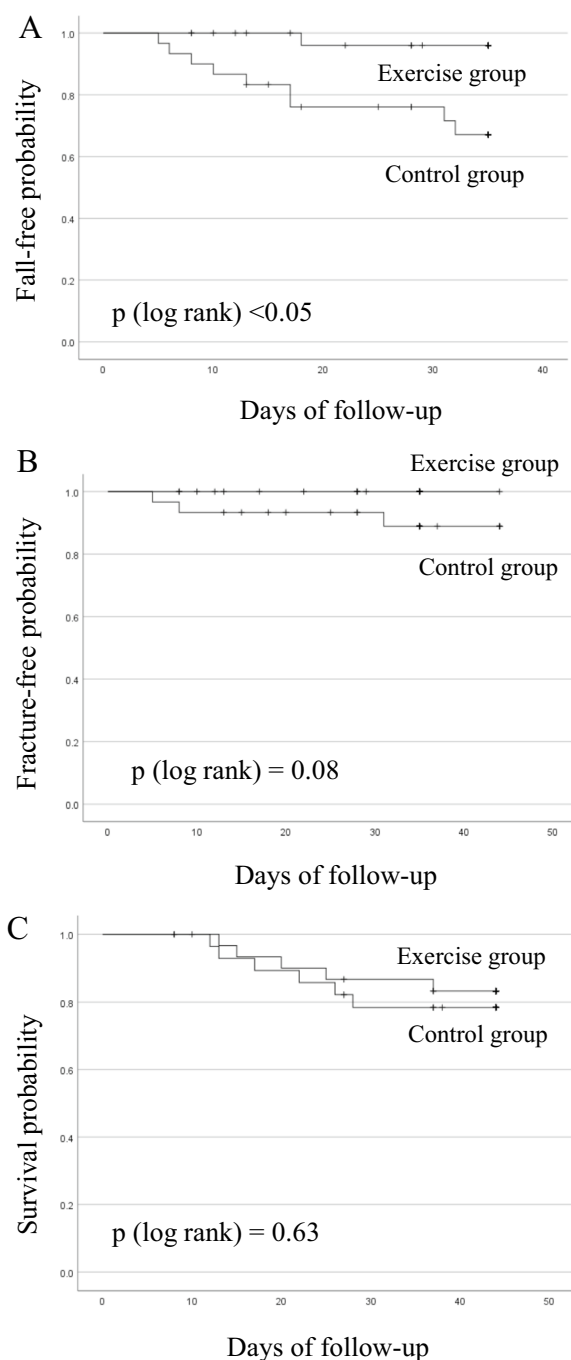 A
1.0
Exercise group
0.8
Control group
0.6
Fall-free probability
0.4
0.2
p (log rank) <0.05
0.0
0 10 20 30 40
Days of follow-up
B
Exercise group
1.0
Control group
0.8
0.6
Fracture-free probability
0.4
0.2
p (log rank) = 0.08
0.0
0 10 20 30 40 50
Days of follow-up
C
1.0
Exercise group
0.8
Control group
0.6
Survival probability
0.4
0.2
p (log rank) = 0.63
0.0
0 10 20 30 40 50
Days of follow-up